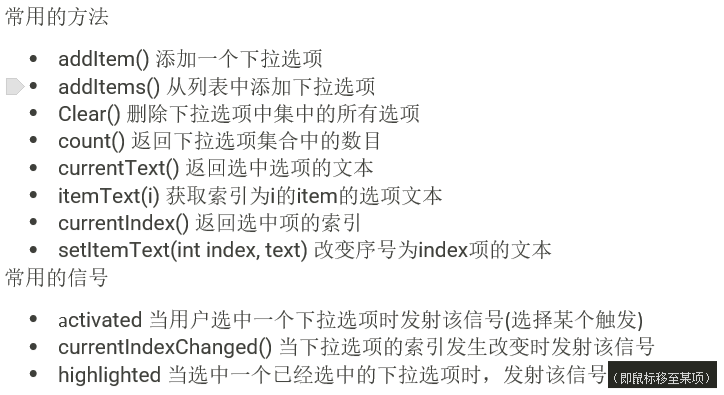 常用的方法
• addItem() 添加一个下拉选项
• addItems() 从列表中添加下拉选项
• Clear() 删除下拉选项中集中的所有选项
• count() 返回下拉选项集合中的数目
• currentText() 返回选中选项的文本
• itemText(i) 获取索引为i的item的选项文本
• currentIndex() 返回选中项的索引
• setItemText(int index, text) 改变序号为index项的文本
常用的信号
• activated 当用户选中一个下拉选项时发射该信号(选择某个触发)
• currentIndexChanged() 当下拉选项的索引发生改变时发射该信号
• highlighted 当选中一个已经选中的下拉选项时，发射该信号（即鼠标移至某项）